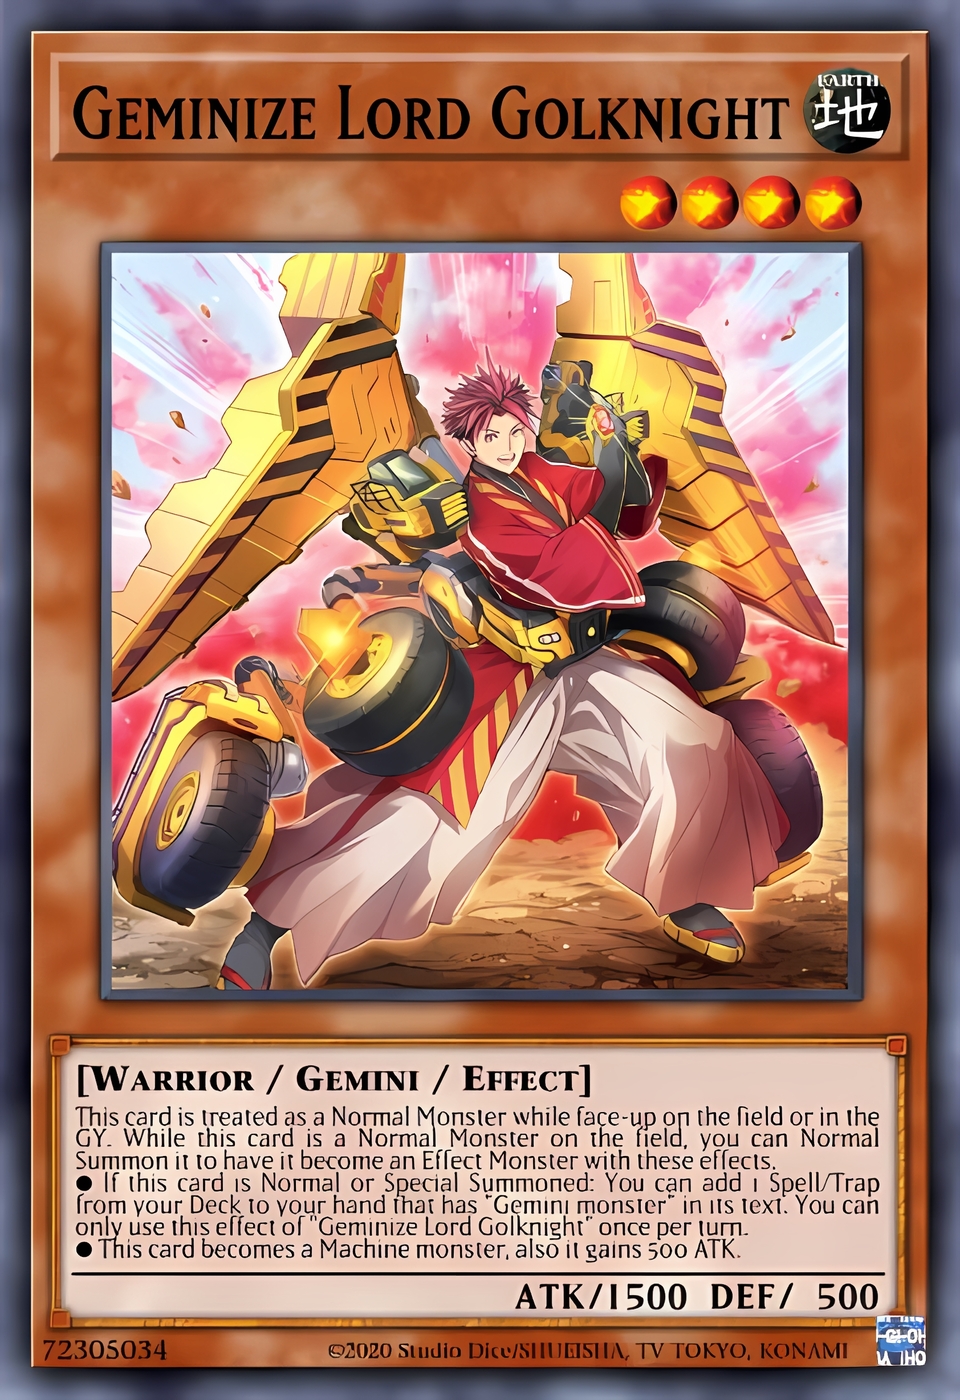 GEMINIZE LORD GOLKNIGHT
EARTH
地
[WARRIOR / GEMINI / EFFECT]
This card is treated as a Normal Monster while face-up on the field or in the
GY. While this card is a Normal Monster on the field, you can Normal
Summon it to have it become an Effect Monster with these effects.
● If this card is Normal or Special Summoned: You can add 1 Spell/Trap
from your Deck to your hand that has "Gemini monster" in its text. You can
only use this effect of "Geminize Lord Golknight" once per turn.
● This card becomes a Machine monster, also it gains 500 ATK.
ATK/1500 DEF/ 500
72305034
©2020 Studio Dice/SHUEISHA, TV TOKYO, KONAMI